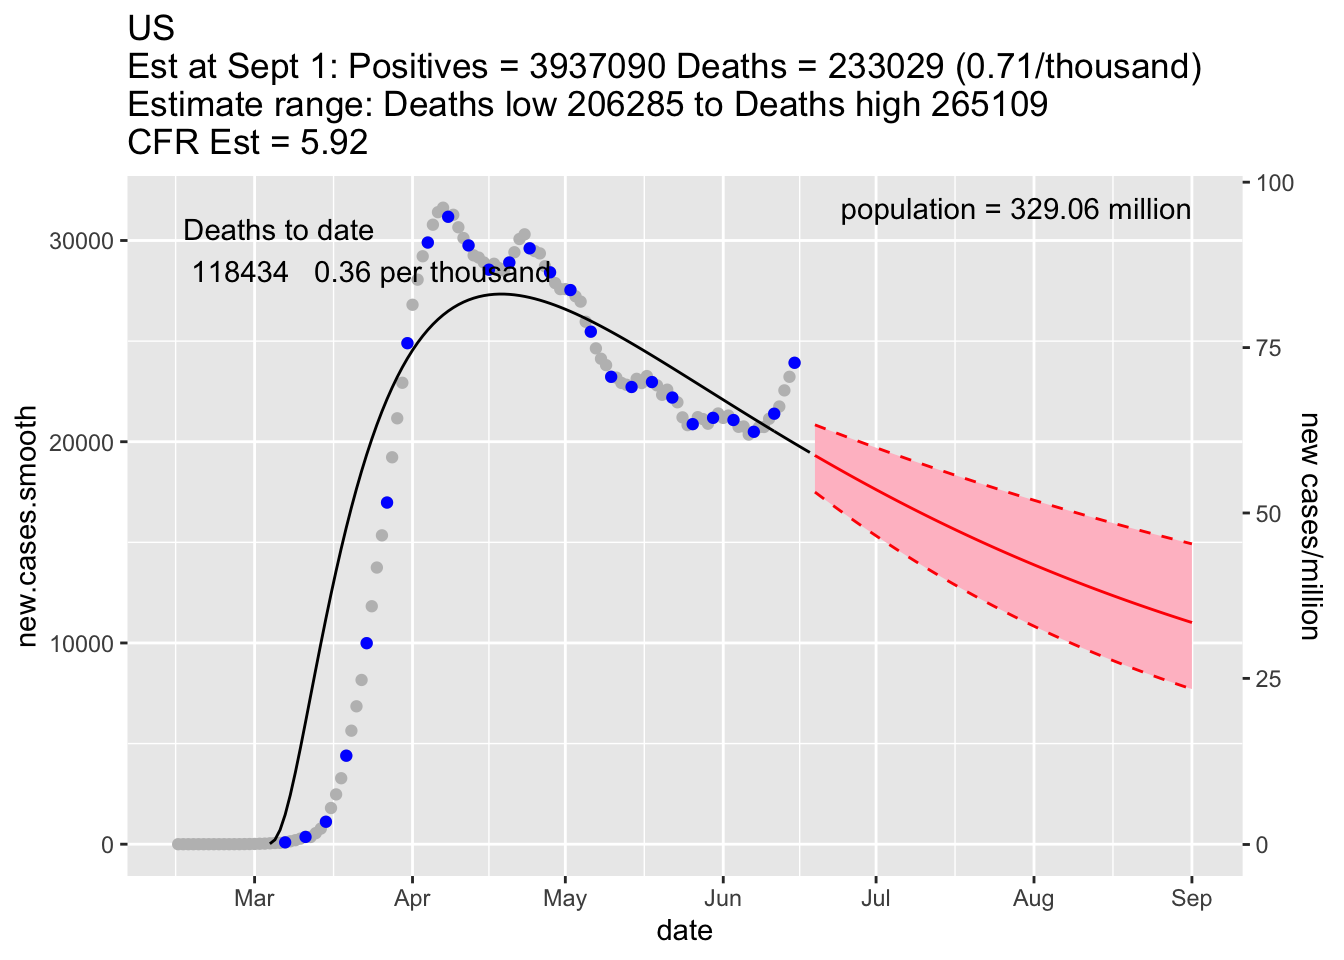 US
Est at Sept 1: Positives = 3937090 Deaths = 233029 (0.71/thousand)
Estimate range: Deaths low 206285 to Deaths high 265109
CFR Est = 5.92
Deaths to date
118434 0.36 per thousand
population = 329.06 million
new.cases.smooth
30000
20000
10000
0
100
75
50
25
0
new cases/million
Mar Apr May Jun Jul Aug Sep
date